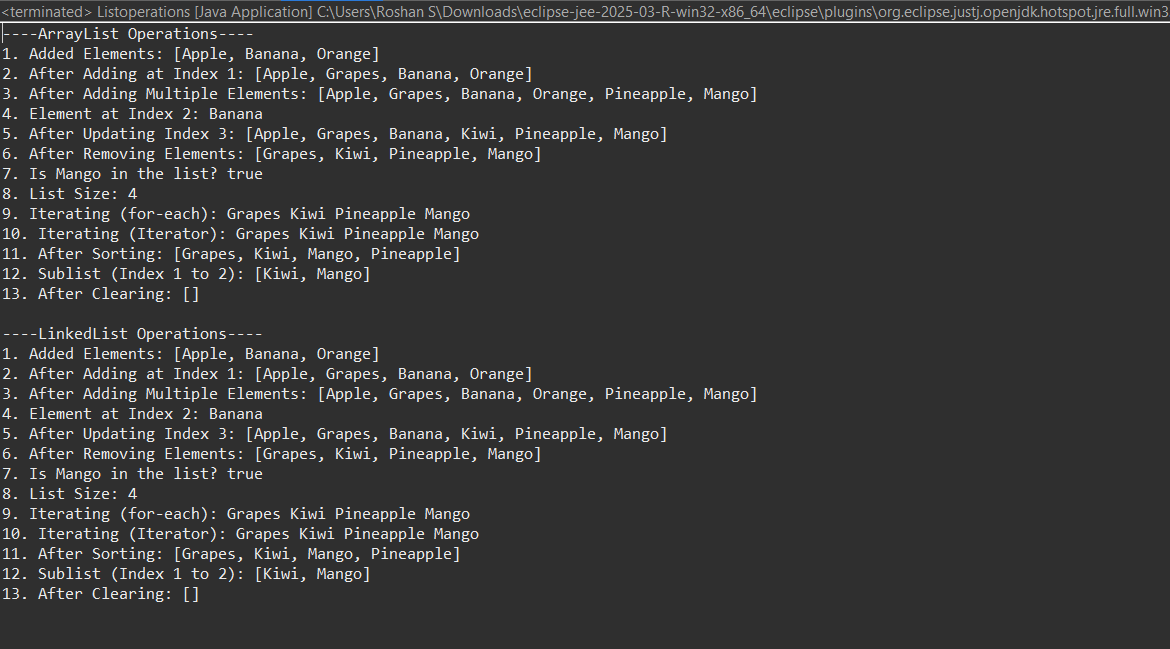 <terminated> Listoperations [Java Application] C:\Users\Roshan S\Downloads\eclipse-jee-2025-03-R-win32-x86_64\eclipse\plugins\org.eclipse.justj.openjdk.hotspot.jre.full.win3
----ArrayList Operations----
1. Added Elements: [Apple, Banana, Orange]
2. After Adding at Index 1: [Apple, Grapes, Banana, Orange]
3. After Adding Multiple Elements: [Apple, Grapes, Banana, Orange, Pineapple, Mango]
4. Element at Index 2: Banana
5. After Updating Index 3: [Apple, Grapes, Banana, Kiwi, Pineapple, Mango]
6. After Removing Elements: [Grapes, Kiwi, Pineapple, Mango]
7. Is Mango in the list? true
8. List Size: 4
9. Iterating (for-each): Grapes Kiwi Pineapple Mango
10. Iterating (Iterator): Grapes Kiwi Pineapple Mango
11. After Sorting: [Grapes, Kiwi, Mango, Pineapple]
12. Sublist (Index 1 to 2): [Kiwi, Mango]
13. After Clearing: []

----LinkedList Operations----
1. Added Elements: [Apple, Banana, Orange]
2. After Adding at Index 1: [Apple, Grapes, Banana, Orange]
3. After Adding Multiple Elements: [Apple, Grapes, Banana, Orange, Pineapple, Mango]
4. Element at Index 2: Banana
5. After Updating Index 3: [Apple, Grapes, Banana, Kiwi, Pineapple, Mango]
6. After Removing Elements: [Grapes, Kiwi, Pineapple, Mango]
7. Is Mango in the list? true
8. List Size: 4
9. Iterating (for-each): Grapes Kiwi Pineapple Mango
10. Iterating (Iterator): Grapes Kiwi Pineapple Mango
11. After Sorting: [Grapes, Kiwi, Mango, Pineapple]
12. Sublist (Index 1 to 2): [Kiwi, Mango]
13. After Clearing: []